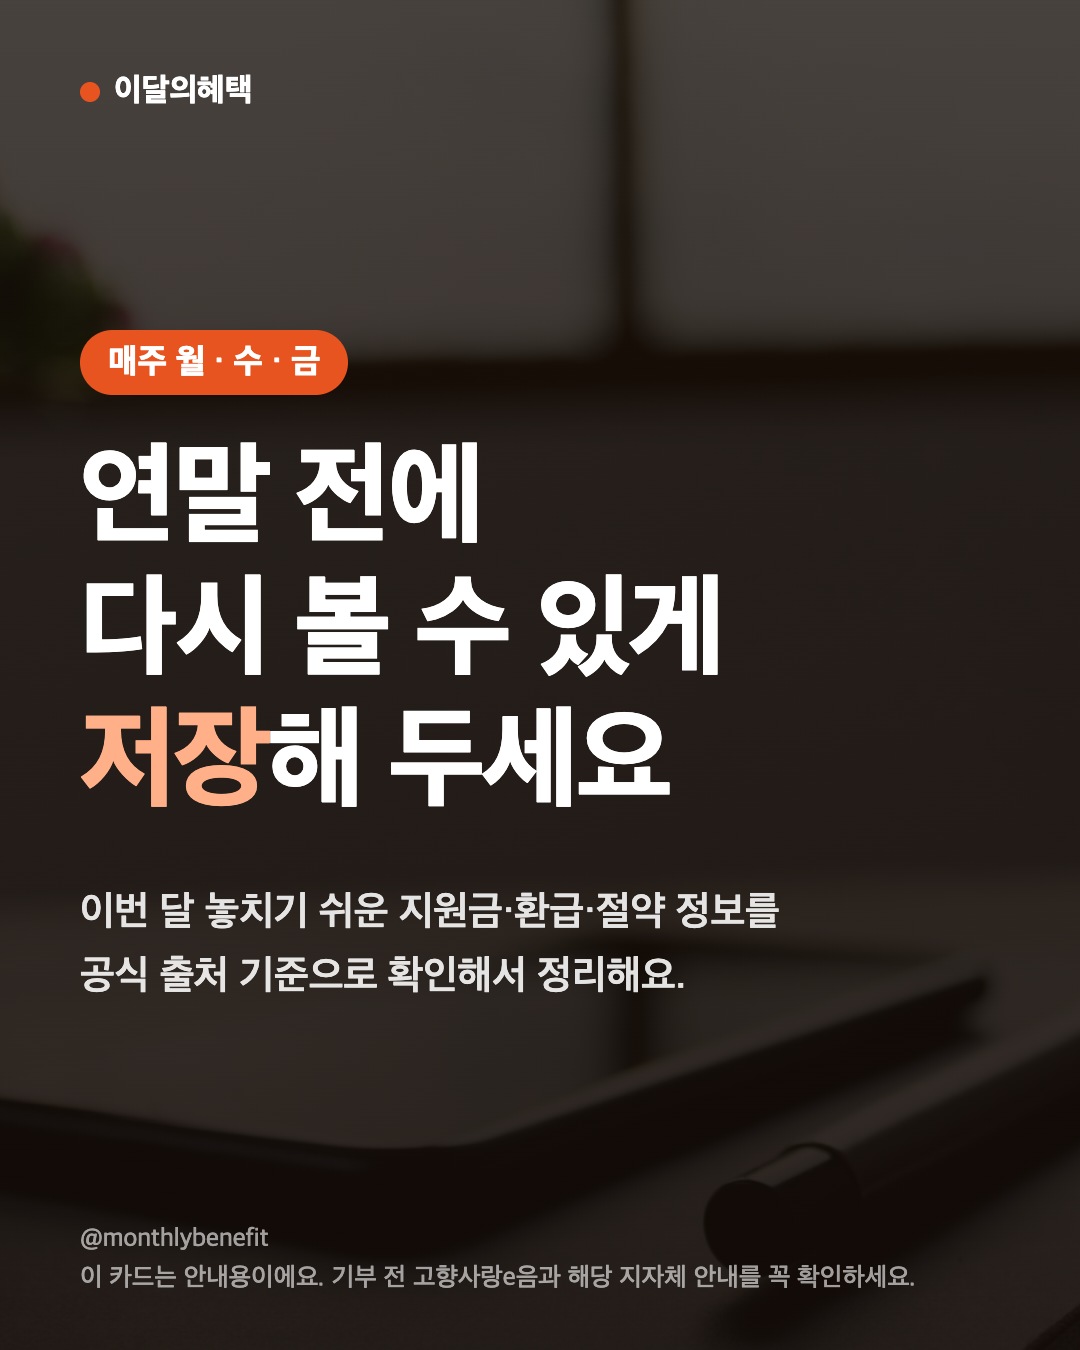 이달의혜택
매주 월 · 수 · 금
연말 전에
다시 볼 수 있게
저장해 두세요
이번 달 놓치기 쉬운 지원금·환급·절약 정보를
공식 출처 기준으로 확인해서 정리해요.
@monthlybenefit
이 카드는 안내용이에요. 기부 전 고향사랑e음과 해당 지자체 안내를 꼭 확인하세요.